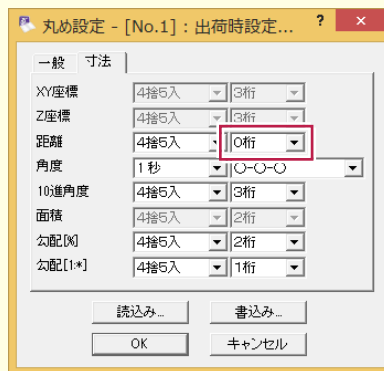 丸め設定 - [No.1] : 出荷時設定... ? ×
一般 寸法
XY座標 4捨5入 3桁
Z座標 4捨5入 3桁
距離 4捨5入 0桁
角度 1秒 ○-○-○
10進角度 4捨5入 3桁
面積 4捨5入 2桁
勾配[%] 4捨5入 2桁
勾配[1:*] 4捨5入 1桁
読込み... 書込み...
OK キャンセル